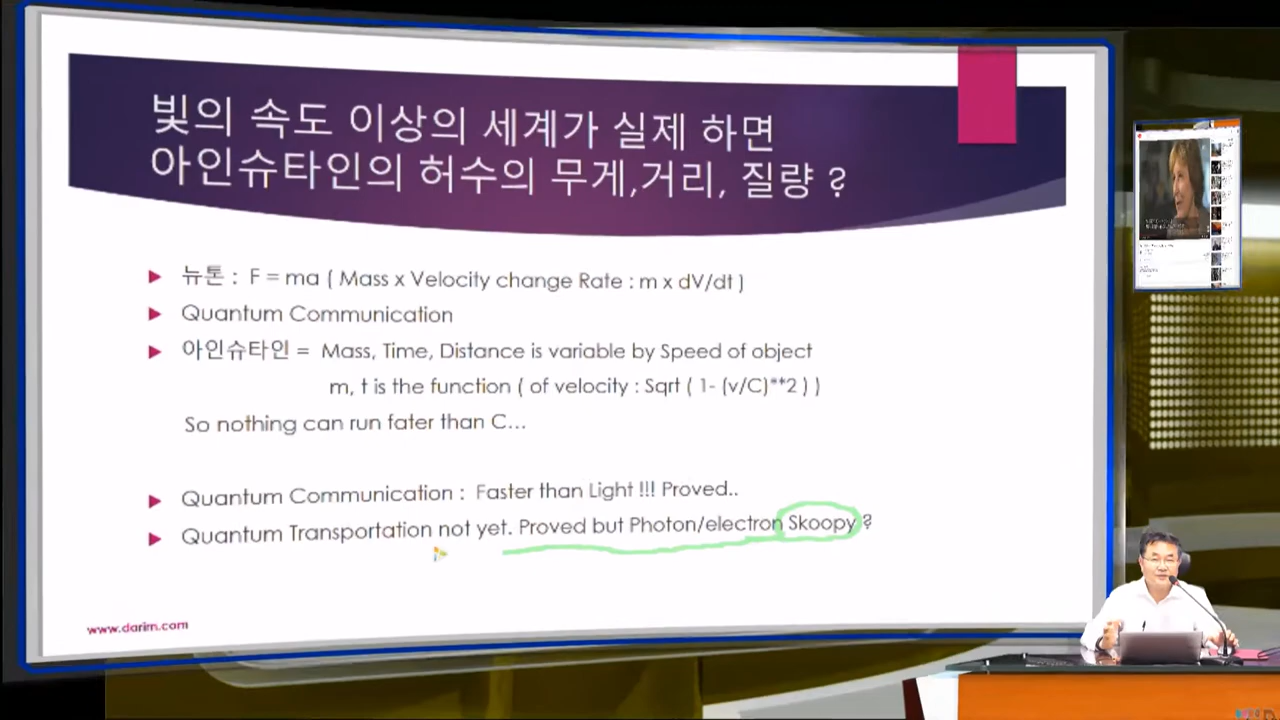 빛의 속도 이상의 세계가 실제 하면
아인슈타인의 허수의 무게,거리, 질량 ?
뉴톤 : F = ma ( Mass x Velocity change Rate : m x dV/dt )
Quantum Communication
아인슈타인 = Mass, Time, Distance is variable by Speed of object
m, t is the function ( of velocity : Sqrt ( 1- (v/C)**2 ) )
So nothing can run fater than C...
Quantum Communication : Faster than Light !!! Proved..
Quantum Transportation not yet. Proved but Photon/electron Skoopy ?
www.darim.com